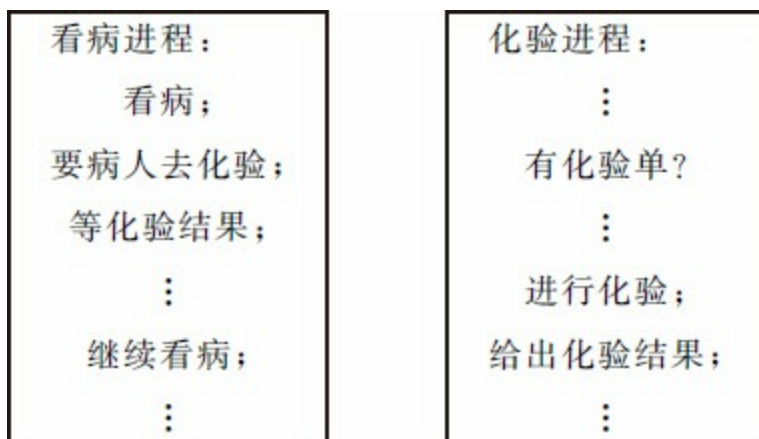 看病进程：
看病；
要病人去化验；
等化验结果；
⋮
继续看病；
⋮
化验进程：
⋮
有化验单？
⋮
进行化验；
给出化验结果；
⋮